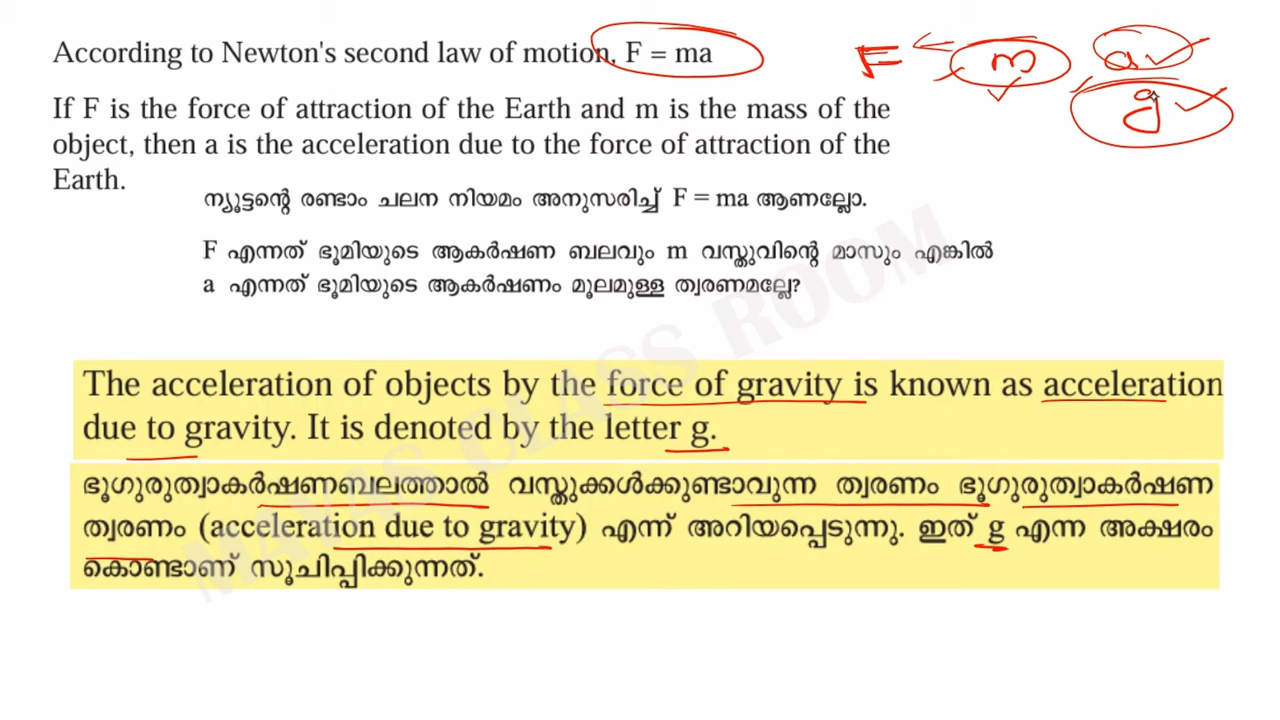 According to Newton's second law of motion, F = ma
F m a
g
If F is the force of attraction of the Earth and m is the mass of the
object, then a is the acceleration due to the force of attraction of the
Earth.
ന്യൂട്ടന്റെ രണ്ടാം ചലന നിയമം അനുസരിച്ച് F = ma ആണല്ലോ.
F എന്നത് ഭൂമിയുടെ ആകർഷണ ബലവും m വസ്തുവിന്റെ മാസും എങ്കിൽ
a എന്നത് ഭൂമിയുടെ ആകർഷണം മൂലമുള്ള ത്വരണമല്ലേ?
The acceleration of objects by the force of gravity is known as acceleration
due to gravity. It is denoted by the letter g.
ഭൂഗുരുത്വാകർഷണബലത്താൽ വസ്തുക്കൾക്കുണ്ടാവുന്ന ത്വരണം ഭൂഗുരുത്വാകർഷണ
ത്വരണം (acceleration due to gravity) എന്ന് അറിയപ്പെടുന്നു. ഇത് g എന്ന അക്ഷരം
കൊണ്ടാണ് സൂചിപ്പിക്കുന്നത്.